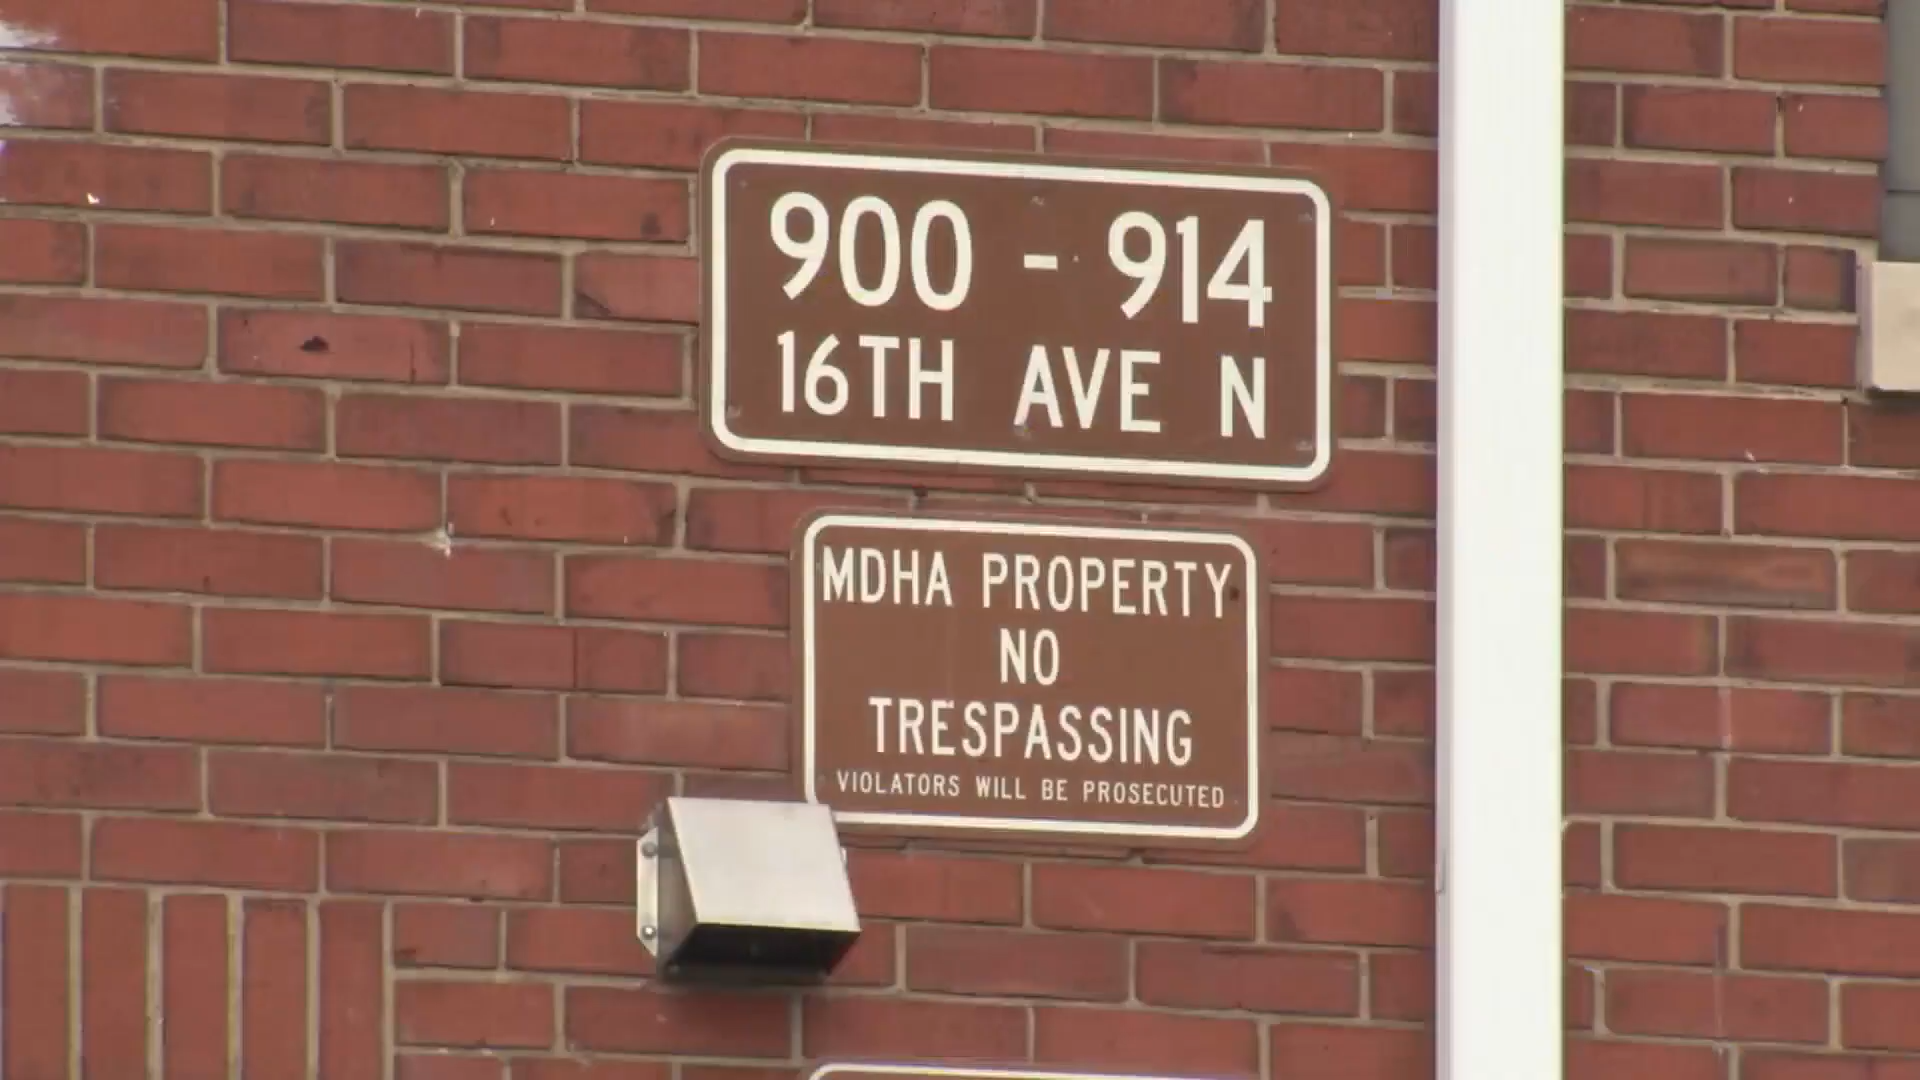 900 - 914
16TH AVE N
MDHA PROPERTY
NO
TRESPASSING
VIOLATORS WILL BE PROSECUTED